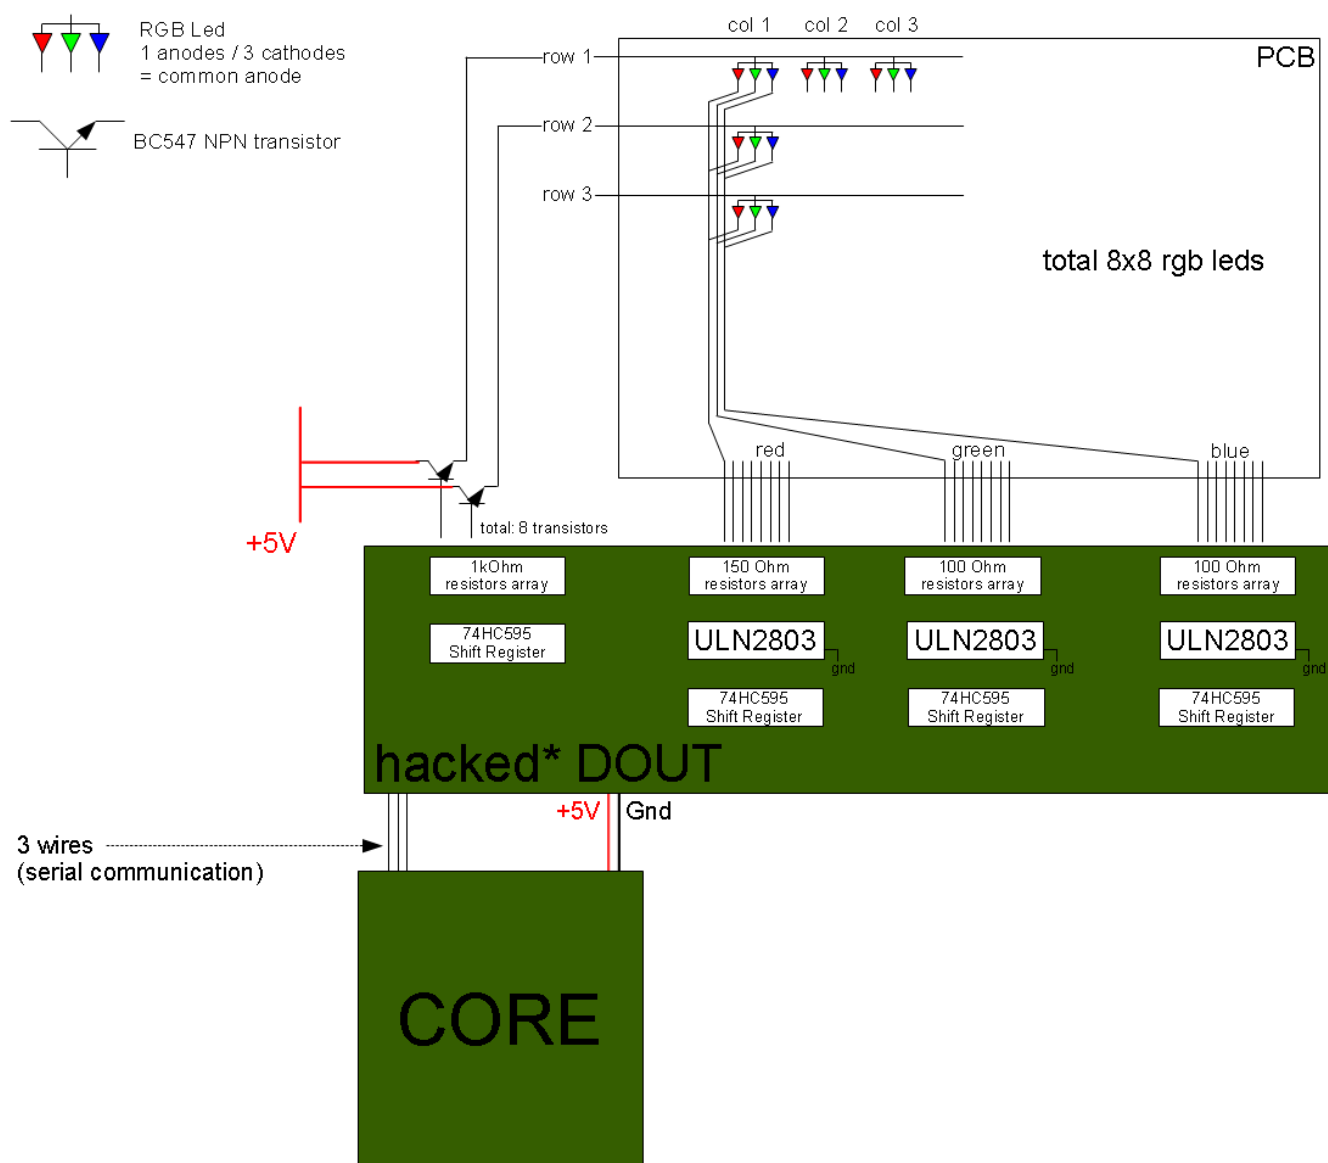 RGB Led
1 anodes / 3 cathodes
= common anode
BC547 NPN transistor
col 1 col 2 col 3
PCB
row 1
row 2
row 3
total 8x8 rgb leds
red green blue
+5V
total: 8 transistors
1kOhm
resistors array
150 Ohm
resistors array
100 Ohm
resistors array
100 Ohm
resistors array
74HC595
Shift Register
ULN2803
gnd
ULN2803
gnd
ULN2803
gnd
74HC595
Shift Register
74HC595
Shift Register
74HC595
Shift Register
hacked* DOUT
+5V Gnd
3 wires
(serial communication)
CORE